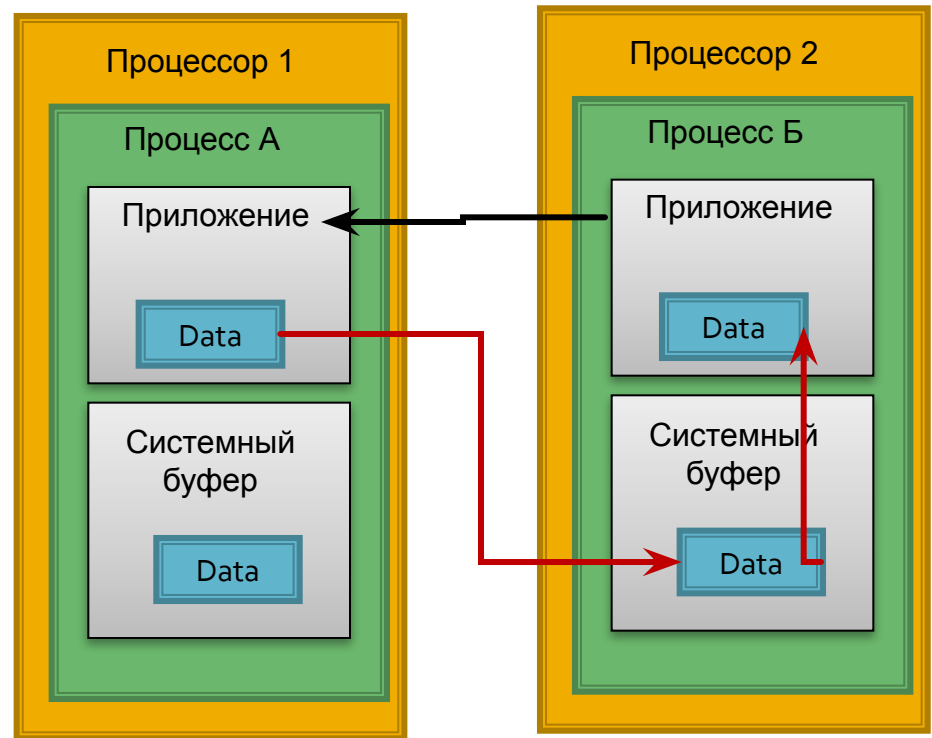 Процессор 1
Процесс А
Приложение
Data
Системный
буфер
Data
Процессор 2
Процесс Б
Приложение
Data
Системный
буфер
Data